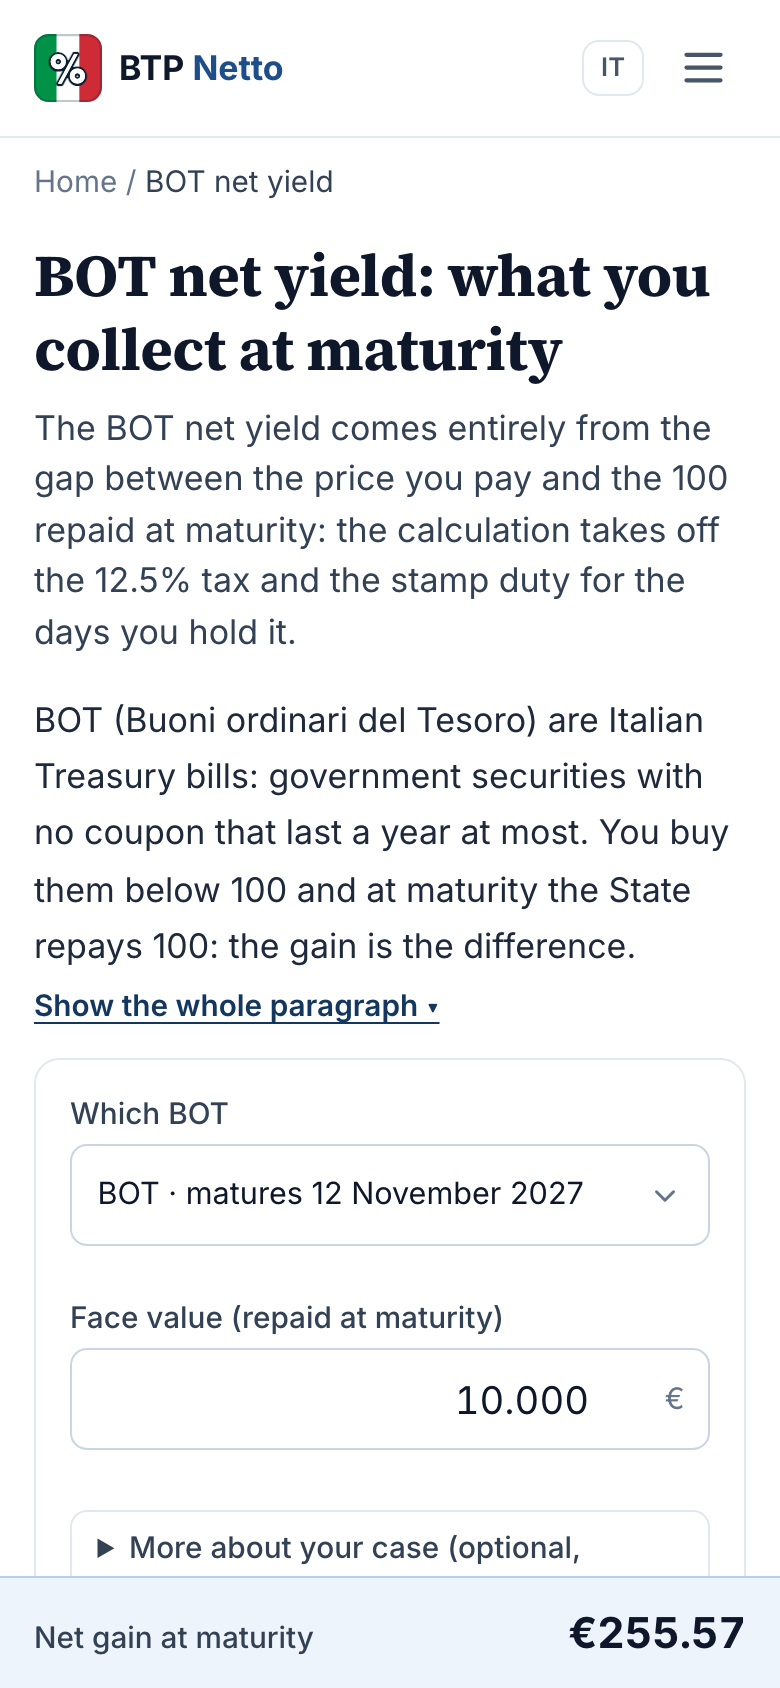 %
BTP Netto
IT
Home / BOT net yield
BOT net yield: what you
collect at maturity
The BOT net yield comes entirely from the
gap between the price you pay and the 100
repaid at maturity: the calculation takes off
the 12.5% tax and the stamp duty for the
days you hold it.
BOT (Buoni ordinari del Tesoro) are Italian
Treasury bills: government securities with
no coupon that last a year at most. You buy
them below 100 and at maturity the State
repays 100: the gain is the difference.
Show the whole paragraph ▾
Which BOT
BOT · matures 12 November 2027
Face value (repaid at maturity)
10.000 €
▶ More about your case (optional,
Net gain at maturity
€255.57